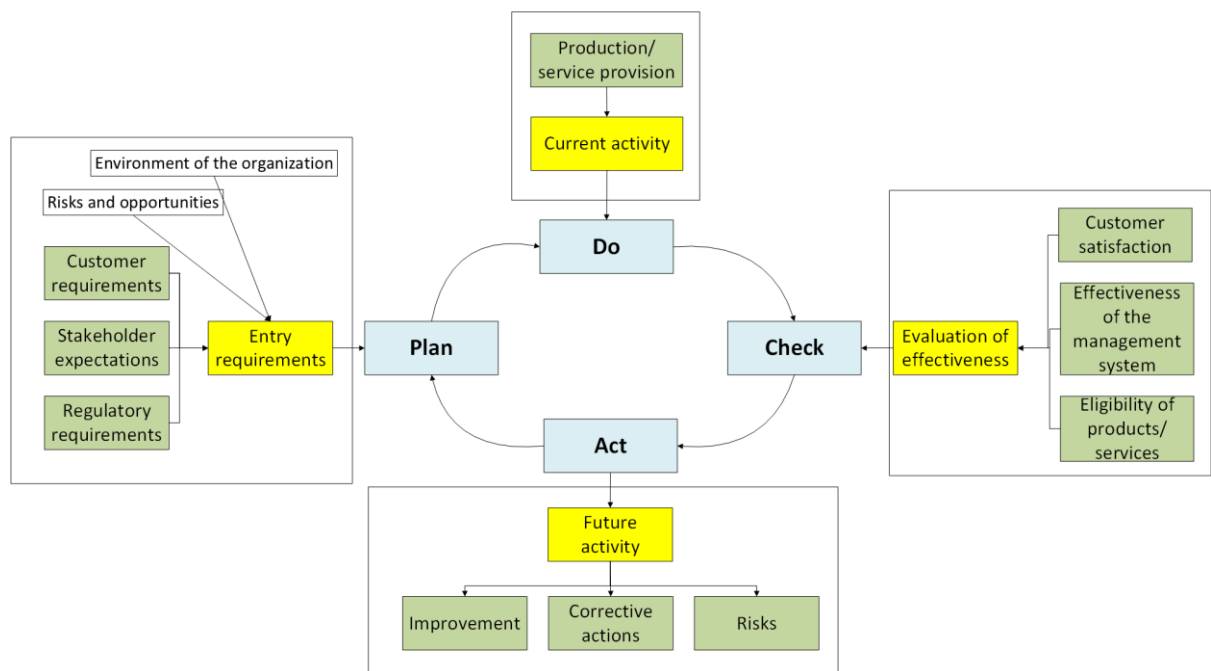 Production/
service provision
Current activity
Environment of the organization
Risks and opportunities
Customer
requirements
Stakeholder
expectations
Regulatory
requirements
Entry
requirements
Plan
Do
Check
Act
Evaluation of
effectiveness
Customer
satisfaction
Effectiveness
of the
management
system
Eligibility of
products/
services
Future
activity
Improvement
Corrective
actions
Risks